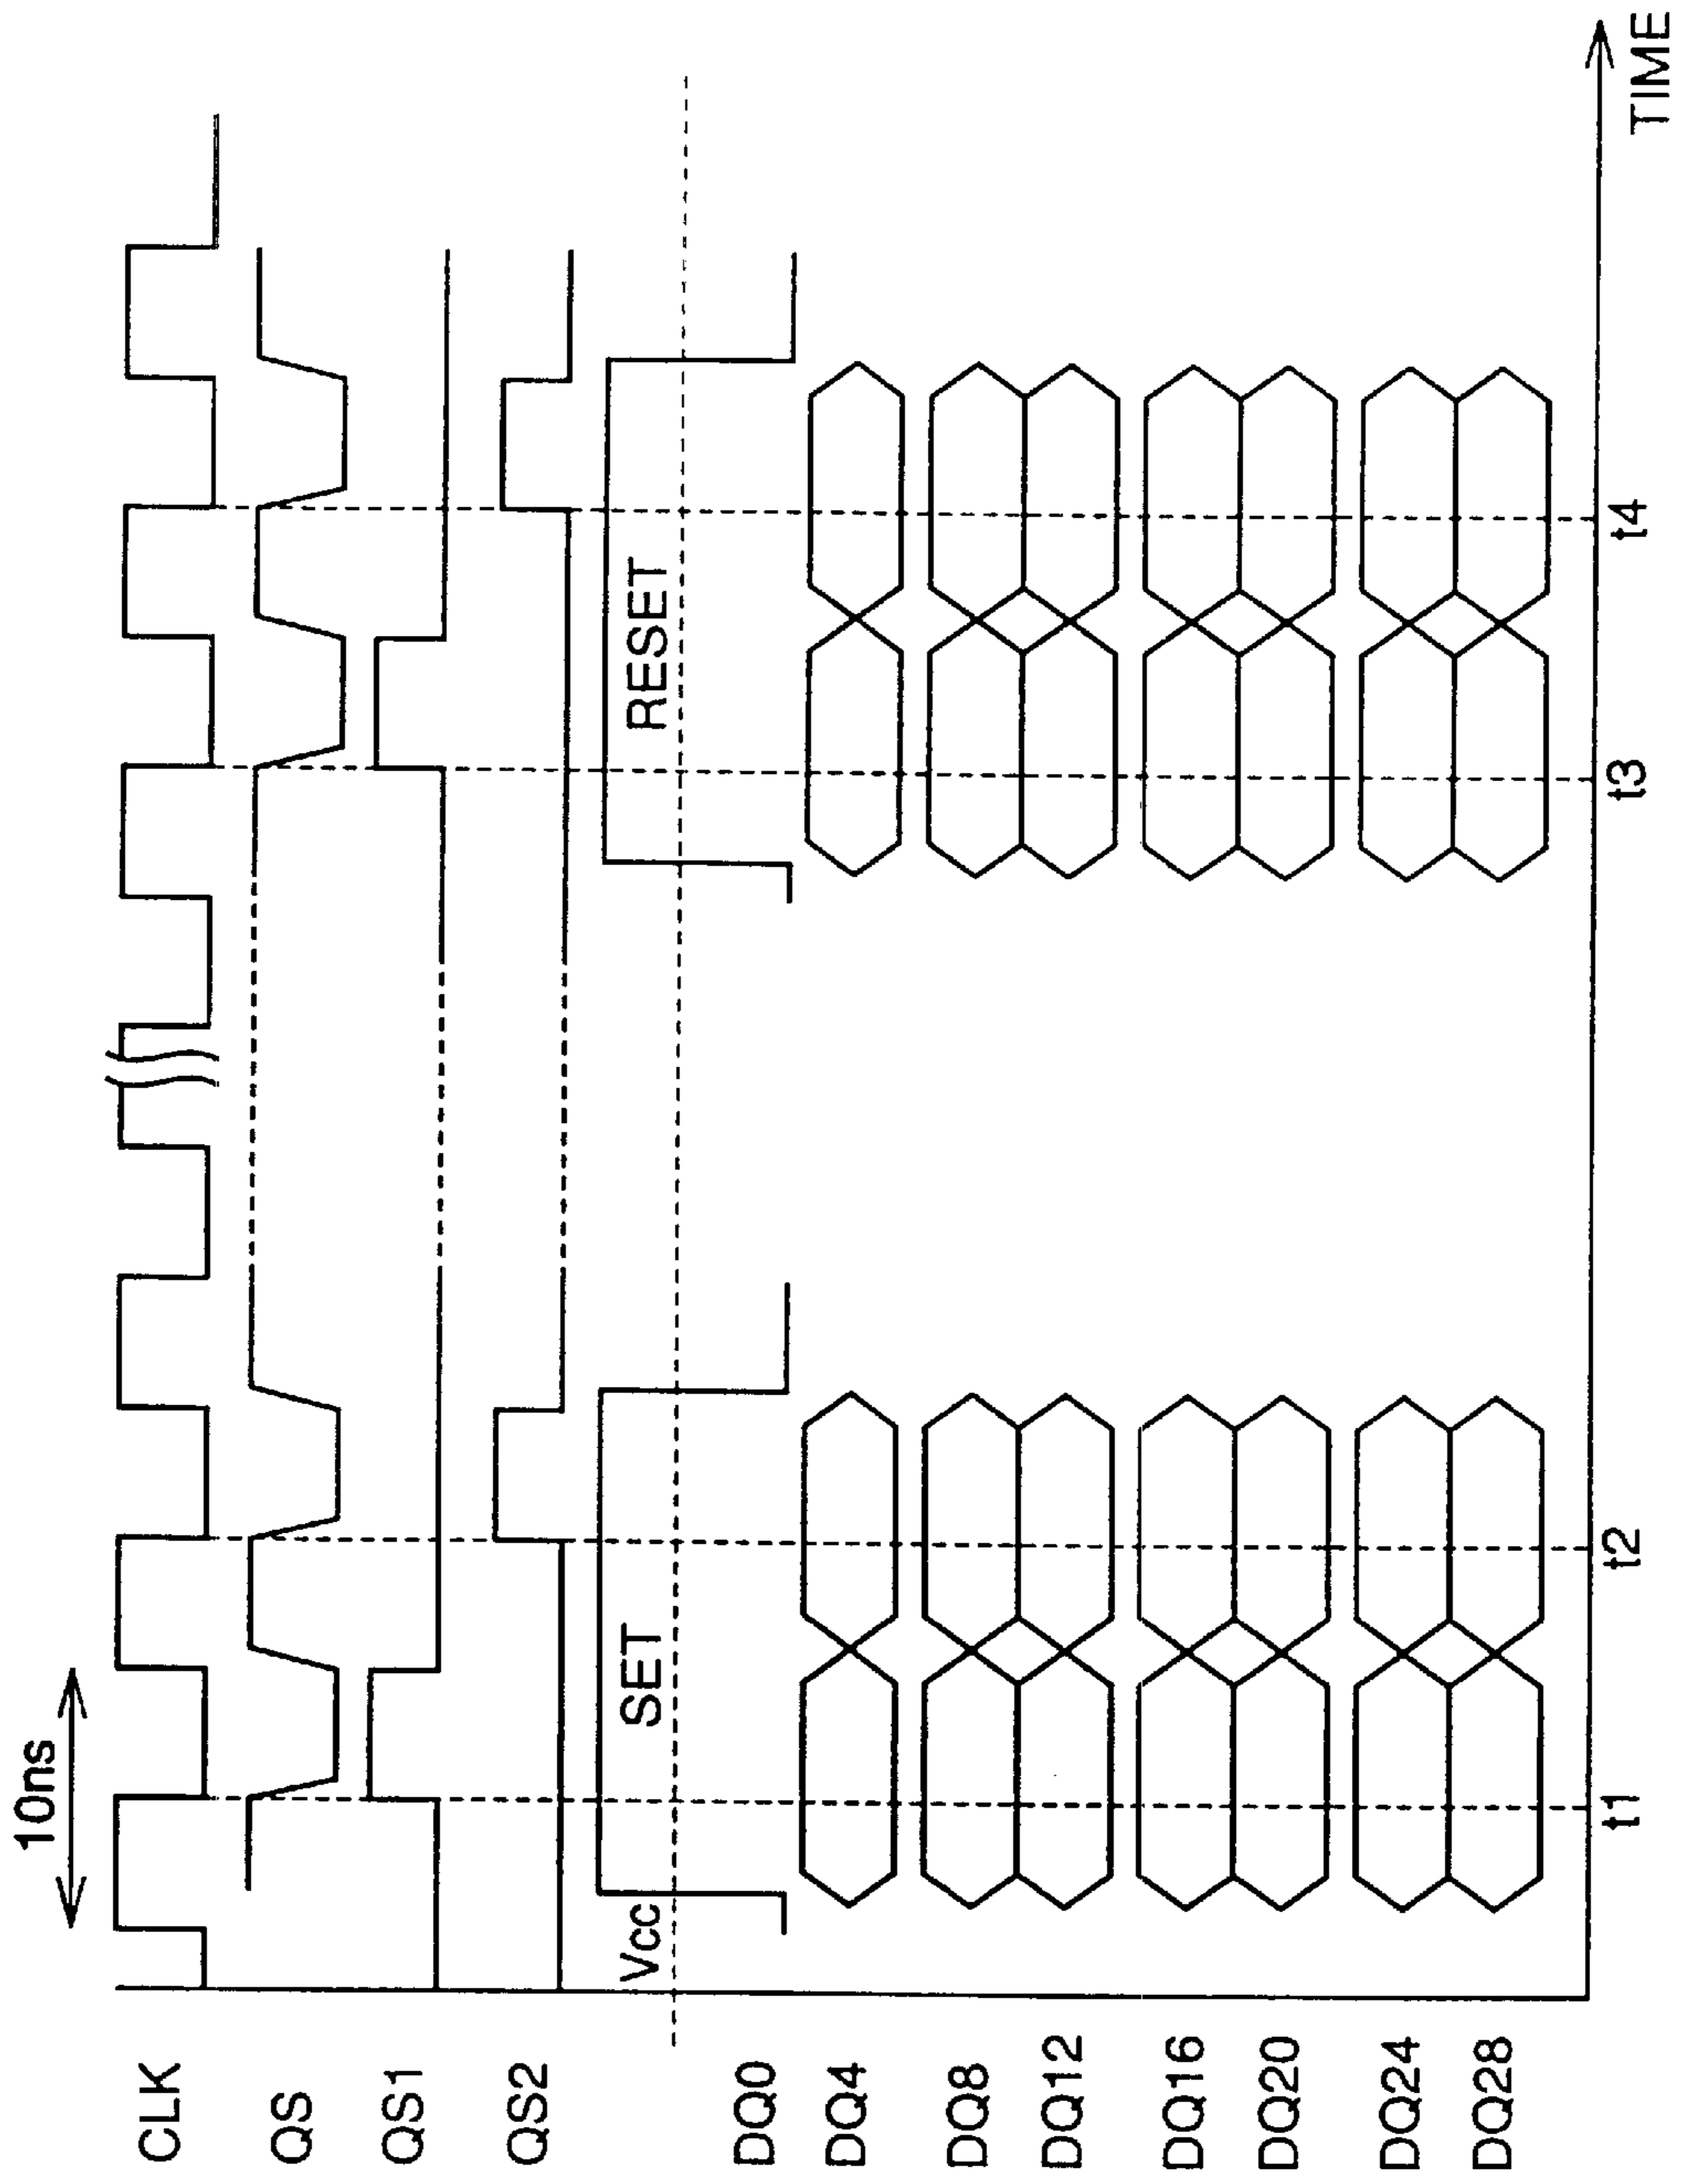 10ns
CLK
QS
QS1
QS2
Vcc
SET
RESET
DQ0
DQ4
DQ8
DQ12
DQ16
DQ20
DQ24
DQ28
t1
t2
t3
t4
TIME